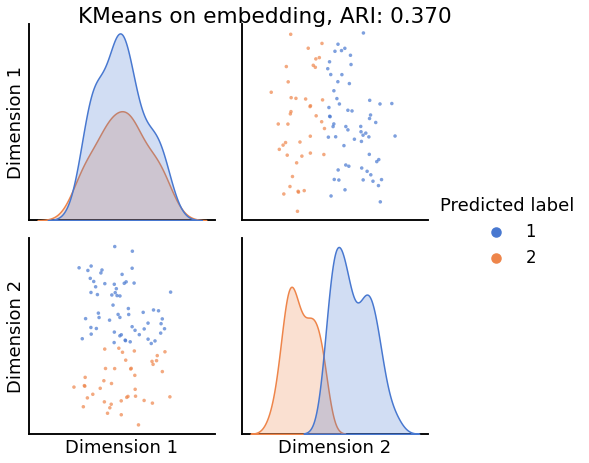 KMeans on embedding, ARI: 0.370
Dimension 1
Predicted label
1
2
Dimension 2
Dimension 1
Dimension 2